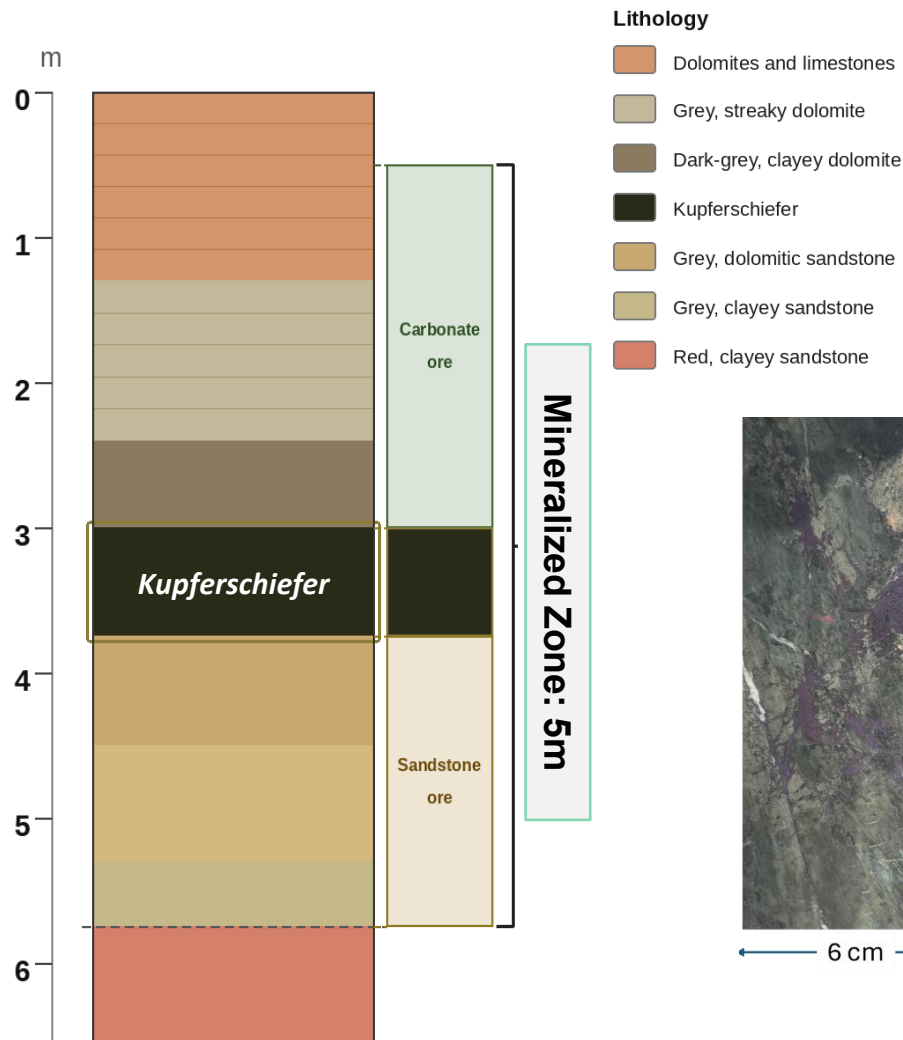 Lithology
m
Dolomites and limestones
Grey, streaky dolomite
Dark-grey, clayey dolomite
Kupferschiefer
Grey, dolomitic sandstone
Grey, clayey sandstone
Red, clayey sandstone
0
1
2
3
4
5
6
Kupferschiefer
Carbonate
ore
Sandstone
ore
Mineralized Zone: 5m
6 cm